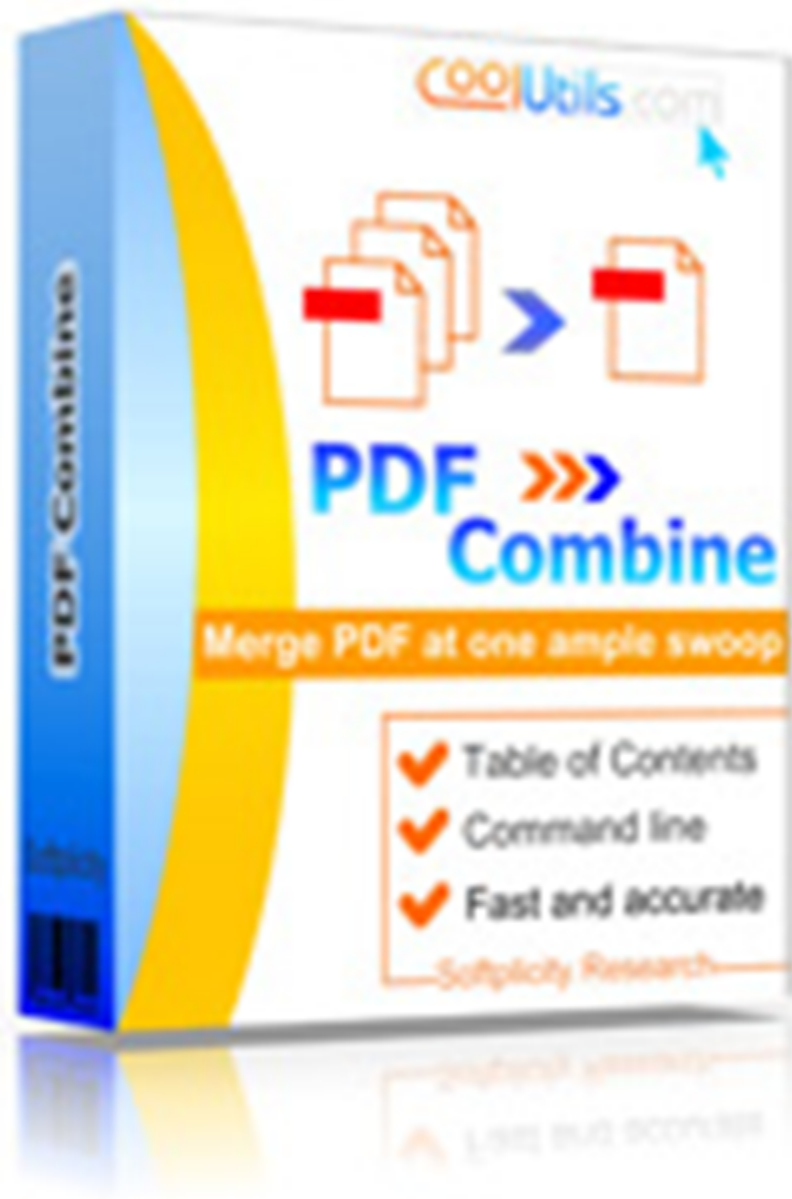 CoolUtils.com
PDF Combine
PDF
Combine
Merge PDF at one ample swoop
Table of Contents
Command line
Fast and accurate
Softplicity Research
Softplicity